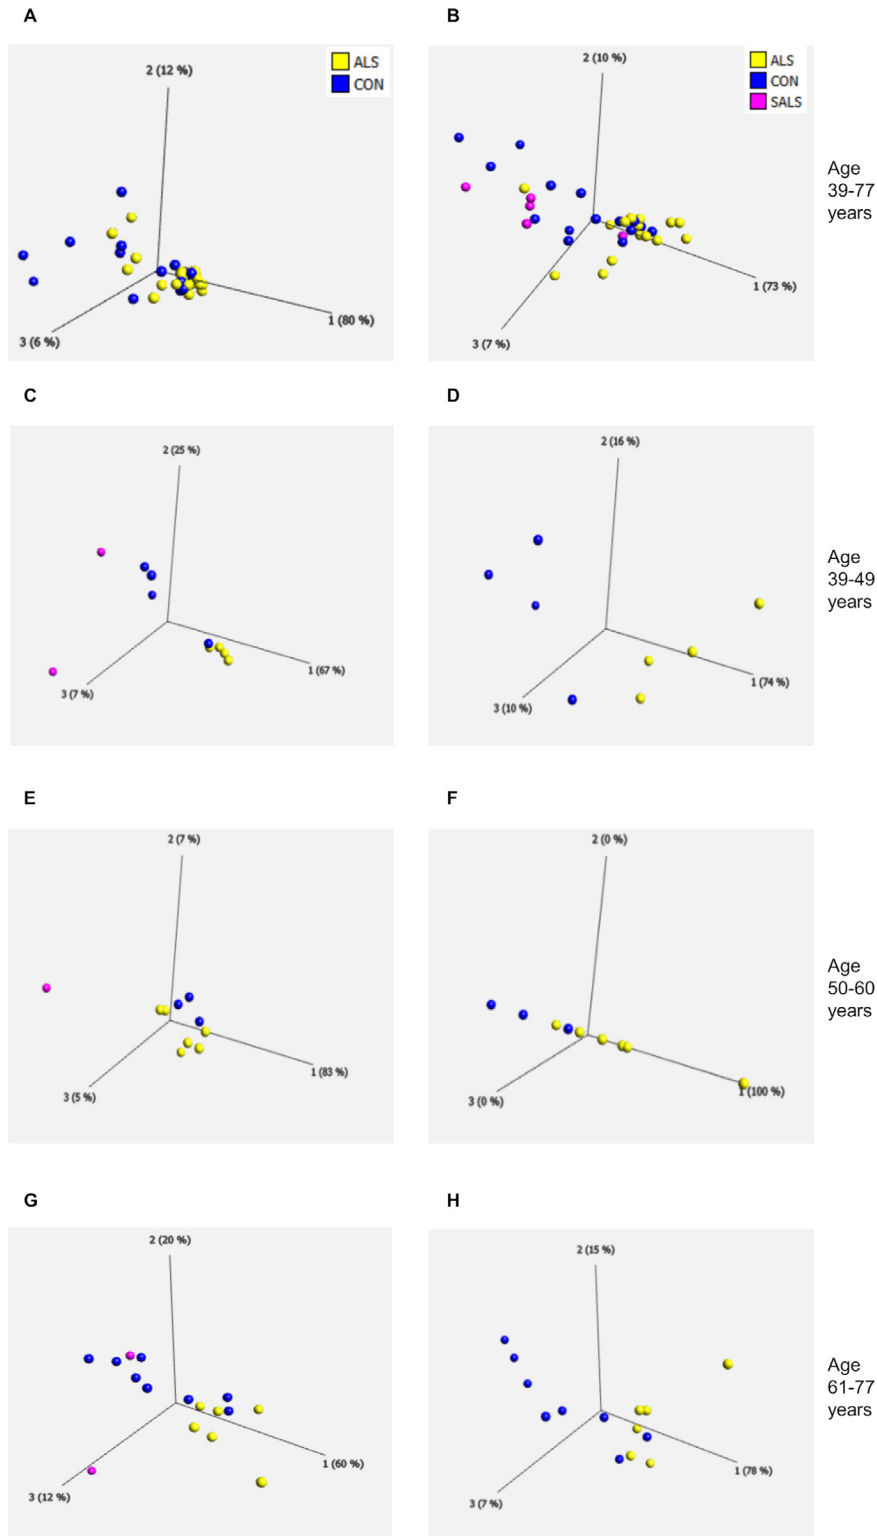 A
B
ALS
CON
2 (12 %)
1 (80 %)
3 (6 %)
ALS
CON
SALS
2 (10 %)
1 (73 %)
3 (7 %)
Age
39-77
years
C
D
2 (25 %)
1 (67 %)
3 (7 %)
2 (16 %)
1 (74 %)
3 (10 %)
Age
39-49
years
E
F
2 (7 %)
1 (83 %)
3 (5 %)
2 (0 %)
1 (100 %)
3 (0 %)
Age
50-60
years
G
H
2 (20 %)
1 (60 %)
3 (12 %)
2 (15 %)
1 (78 %)
3 (7 %)
Age
61-77
years